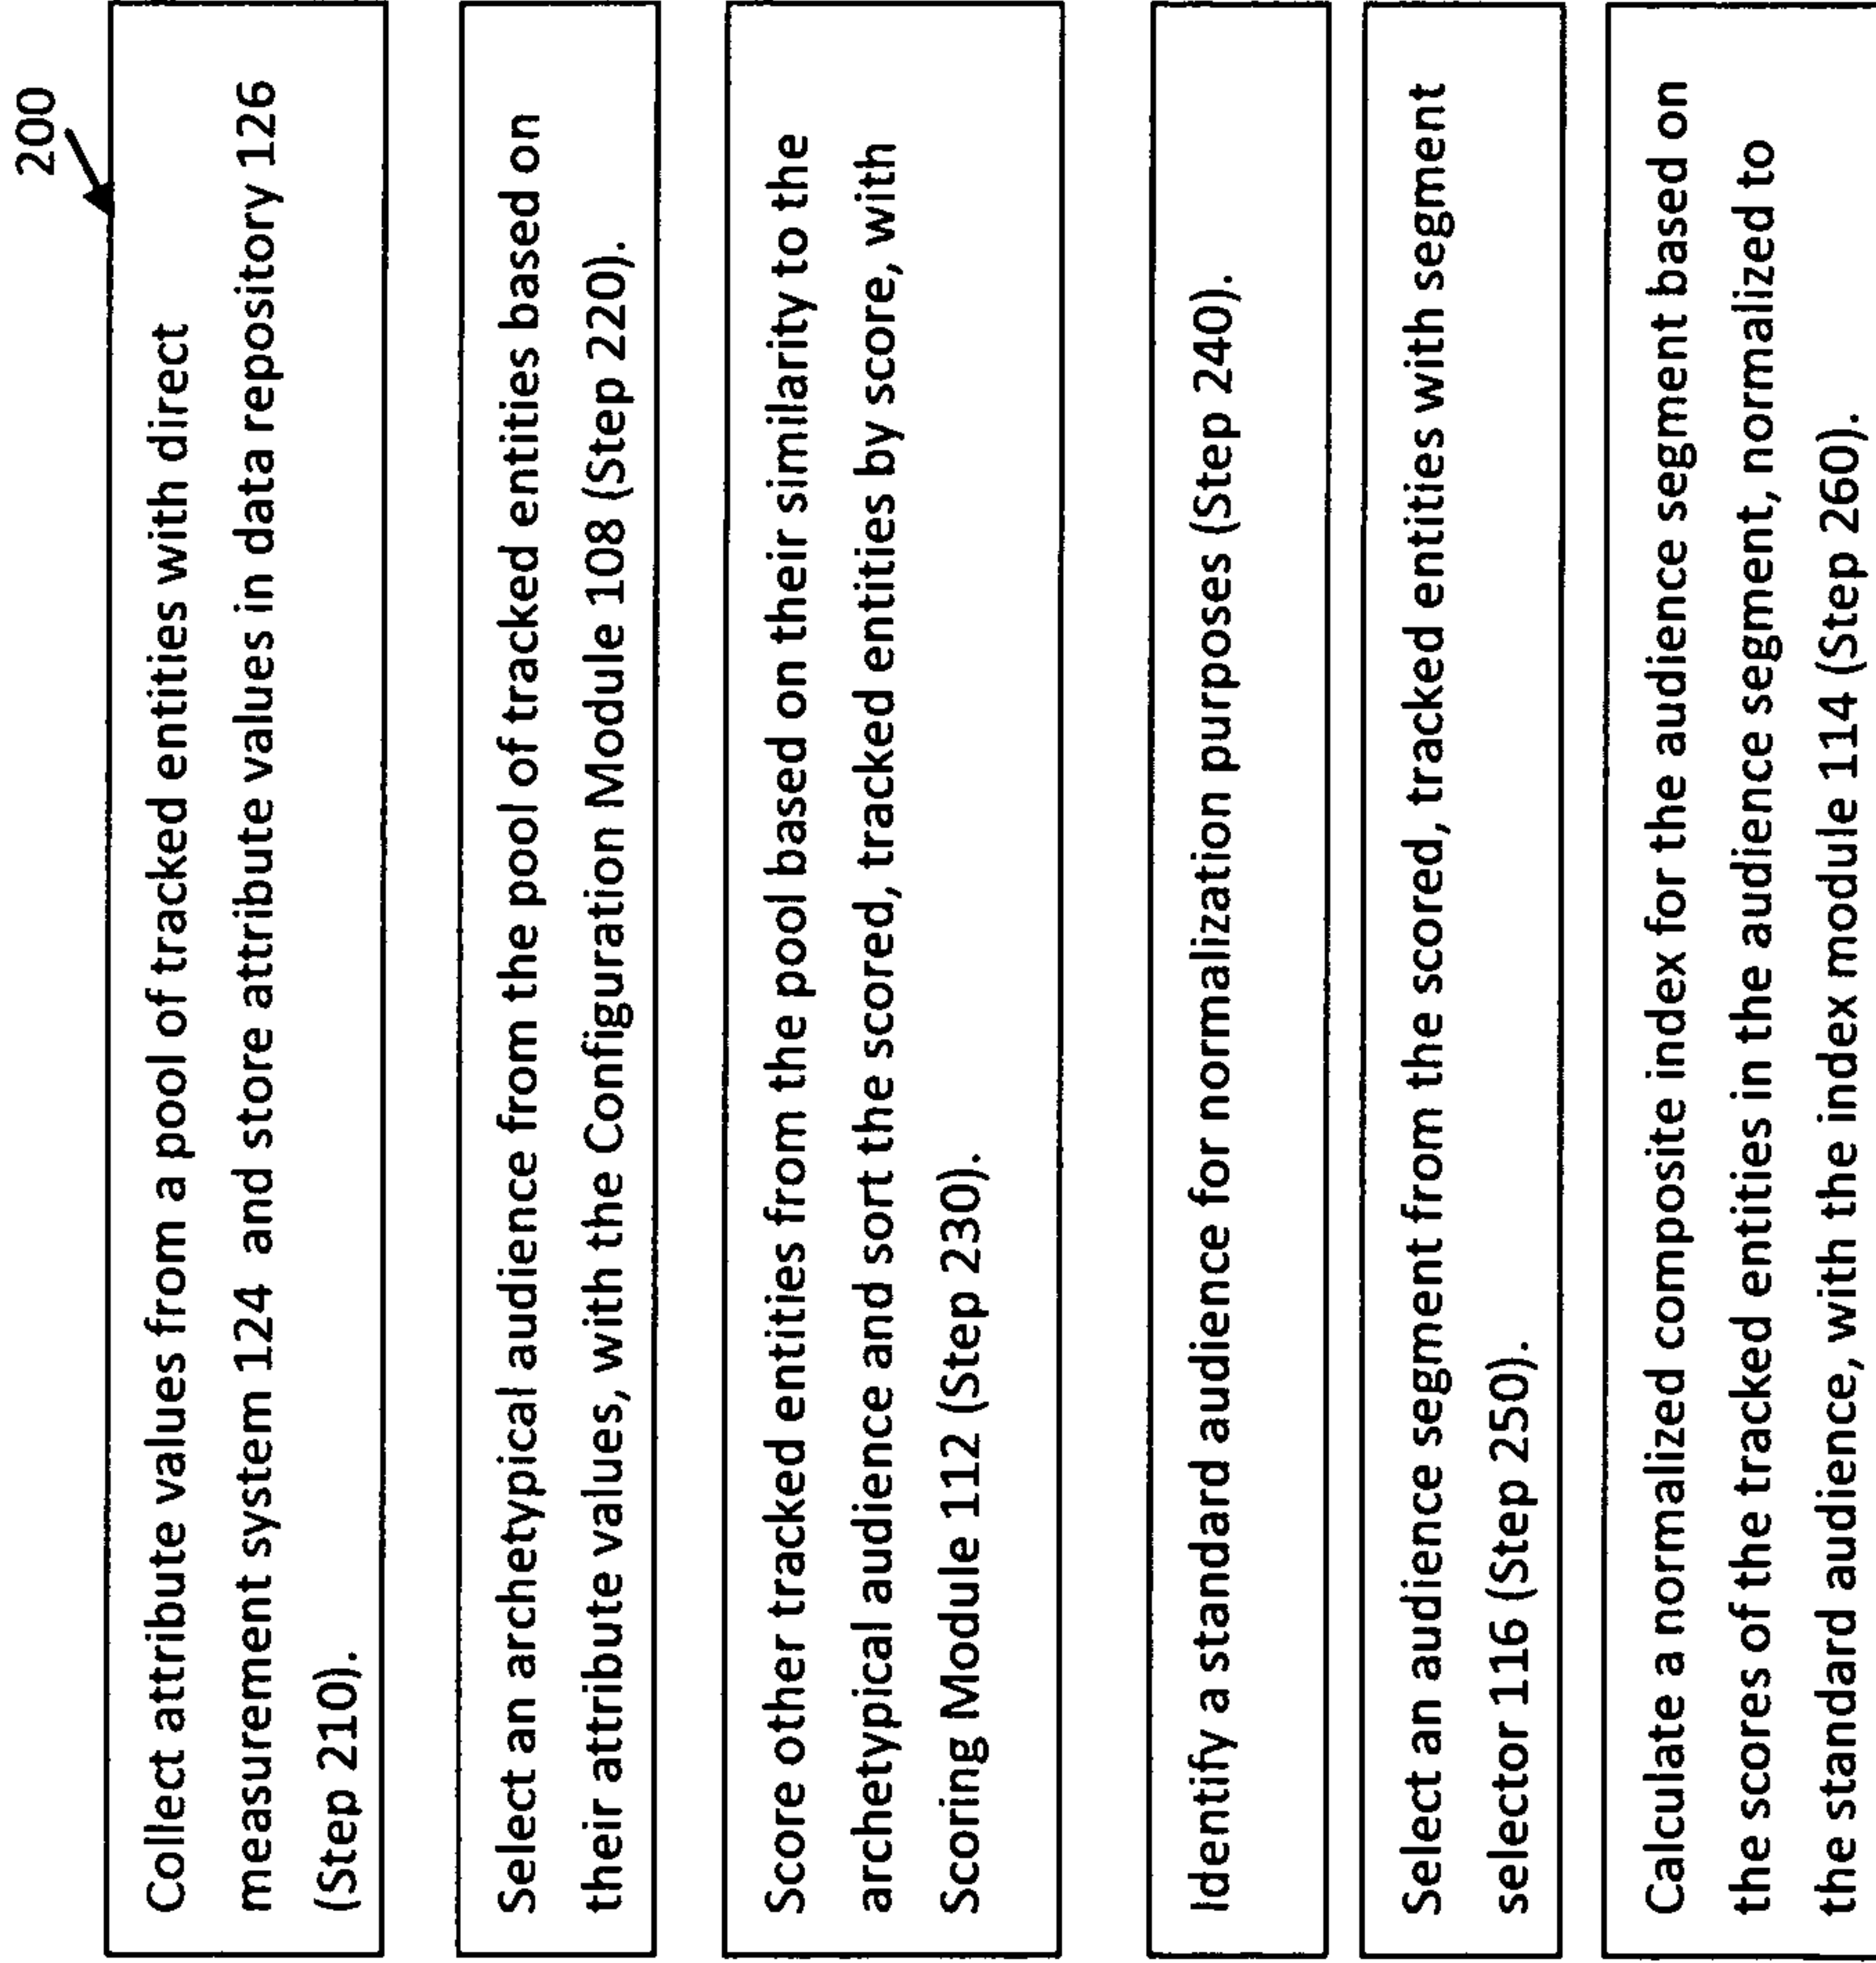 200
Collect attribute values from a pool of tracked entities with direct
measurement system 124 and store attribute values in data repository 126
(Step 210).
Select an archetypical audience from the pool of tracked entities based on
their attribute values, with the Configuration Module 108 (Step 220).
Score other tracked entities from the pool based on their similarity to the
archetypical audience and sort the scored, tracked entities by score, with
Scoring Module 112 (Step 230).
Identify a standard audience for normalization purposes (Step 240).
Select an audience segment from the scored, tracked entities with segment
selector 116 (Step 250).
Calculate a normalized composite index for the audience segment based on
the scores of the tracked entities in the audience segment, normalized to
the standard audience, with the index module 114 (Step 260).